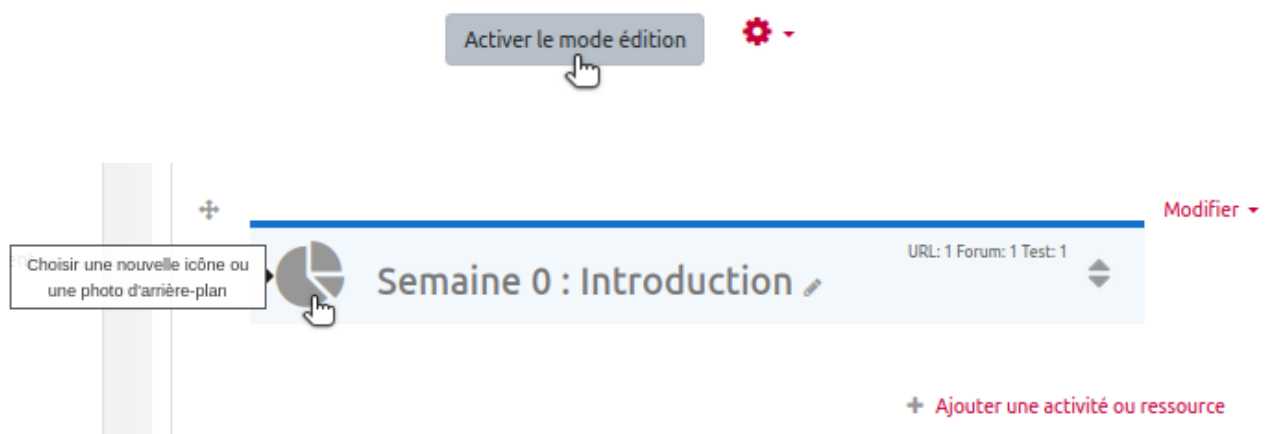 Activer le mode édition
Modifier
Choisir une nouvelle icône ou
une photo d'arrière-plan
Semaine 0 : Introduction
URL: 1 Forum: 1 Test: 1
Ajouter une activité ou ressource